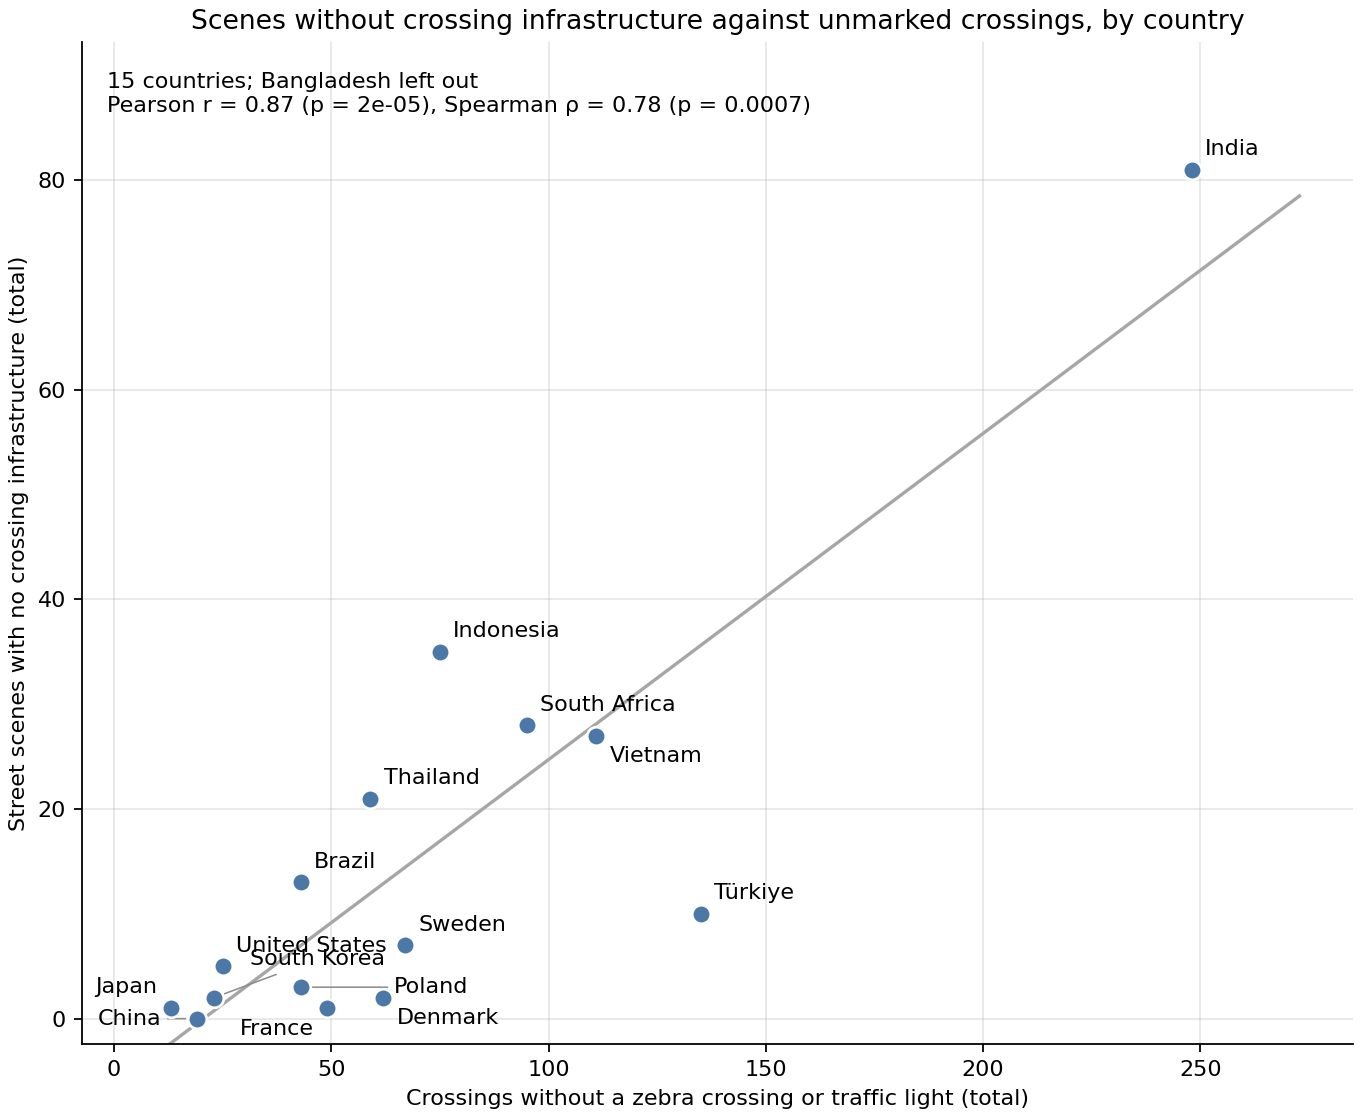 Scenes without crossing infrastructure against unmarked crossings, by country
15 countries; Bangladesh left out
Pearson r = 0.87 (p = 2e-05), Spearman ρ = 0.78 (p = 0.0007)
Street scenes with no crossing infrastructure (total)
80
60
40
20
0
India
Indonesia
South Africa
Vietnam
Thailand
Brazil
Türkiye
Sweden
United States
South Korea
Japan
Poland
China
France
Denmark
0
50
100
150
200
250
Crossings without a zebra crossing or traffic light (total)